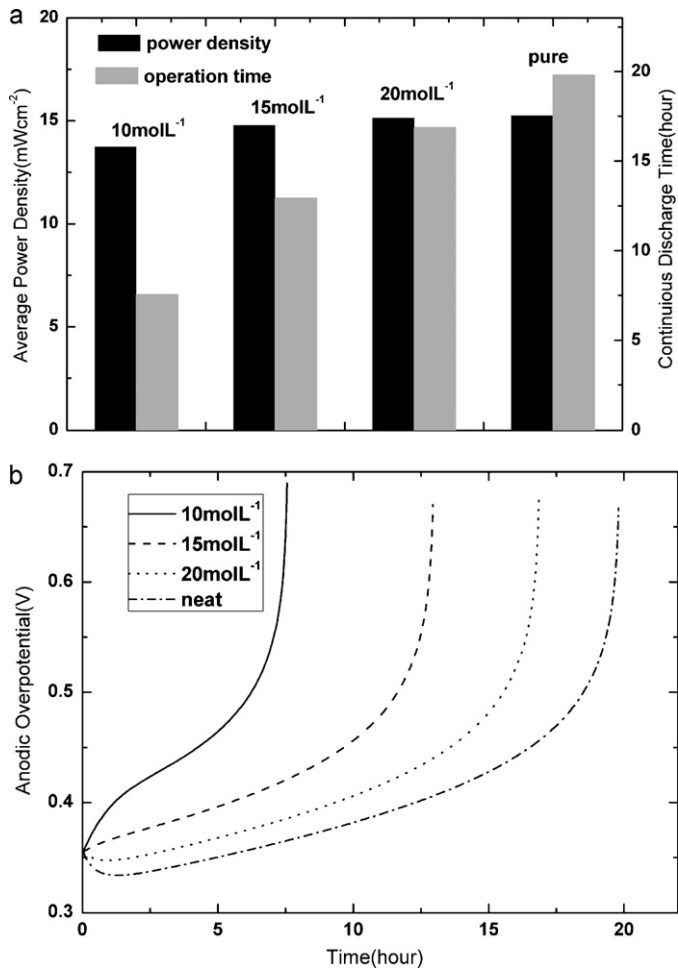 a
20
power density
operation time
pure
20
15molL⁻¹
20molL⁻¹
10molL⁻¹
15
15
10
10
5
5
0
0
Average Power Density(mWcm⁻²)
Continuious Discharge Time(hour)
b
0.7
10molL⁻¹
15molL⁻¹
20molL⁻¹
neat
0.6
0.5
0.4
0.3
Anodic Overpotential(V)
0
5
10
15
20
Time(hour)